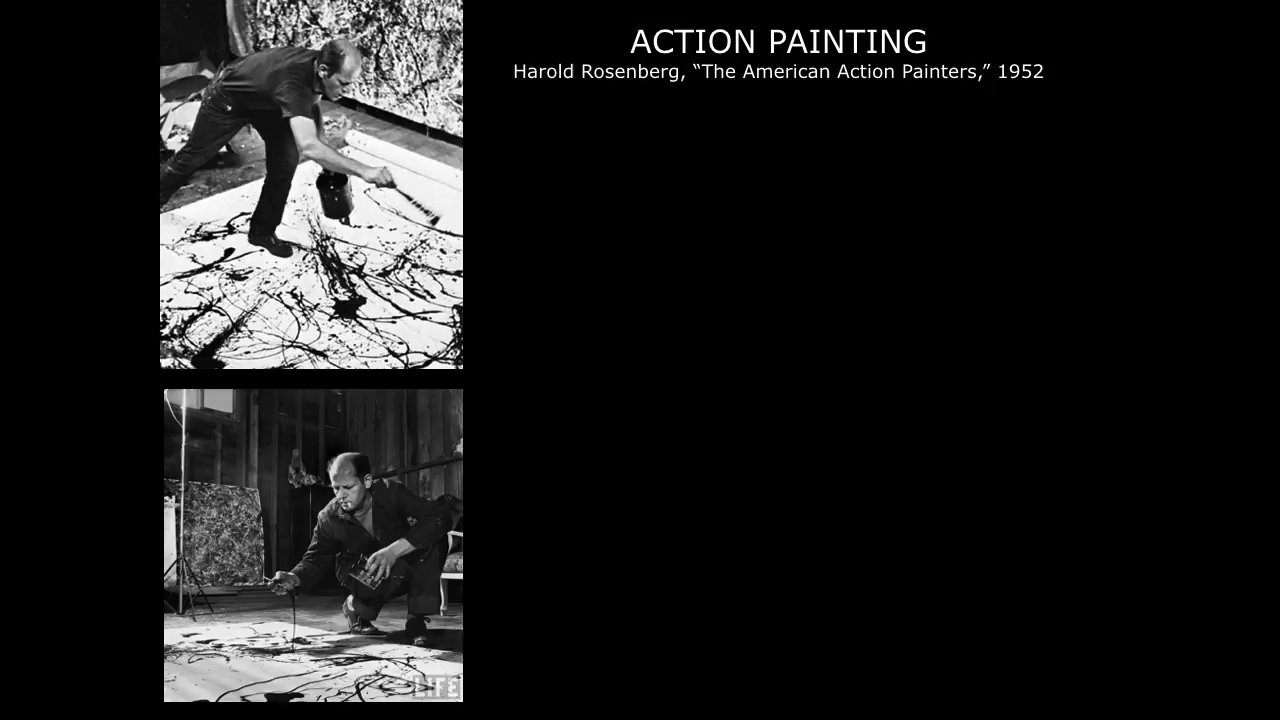 ACTION PAINTING
Harold Rosenberg, “The American Action Painters,” 1952
LIFE